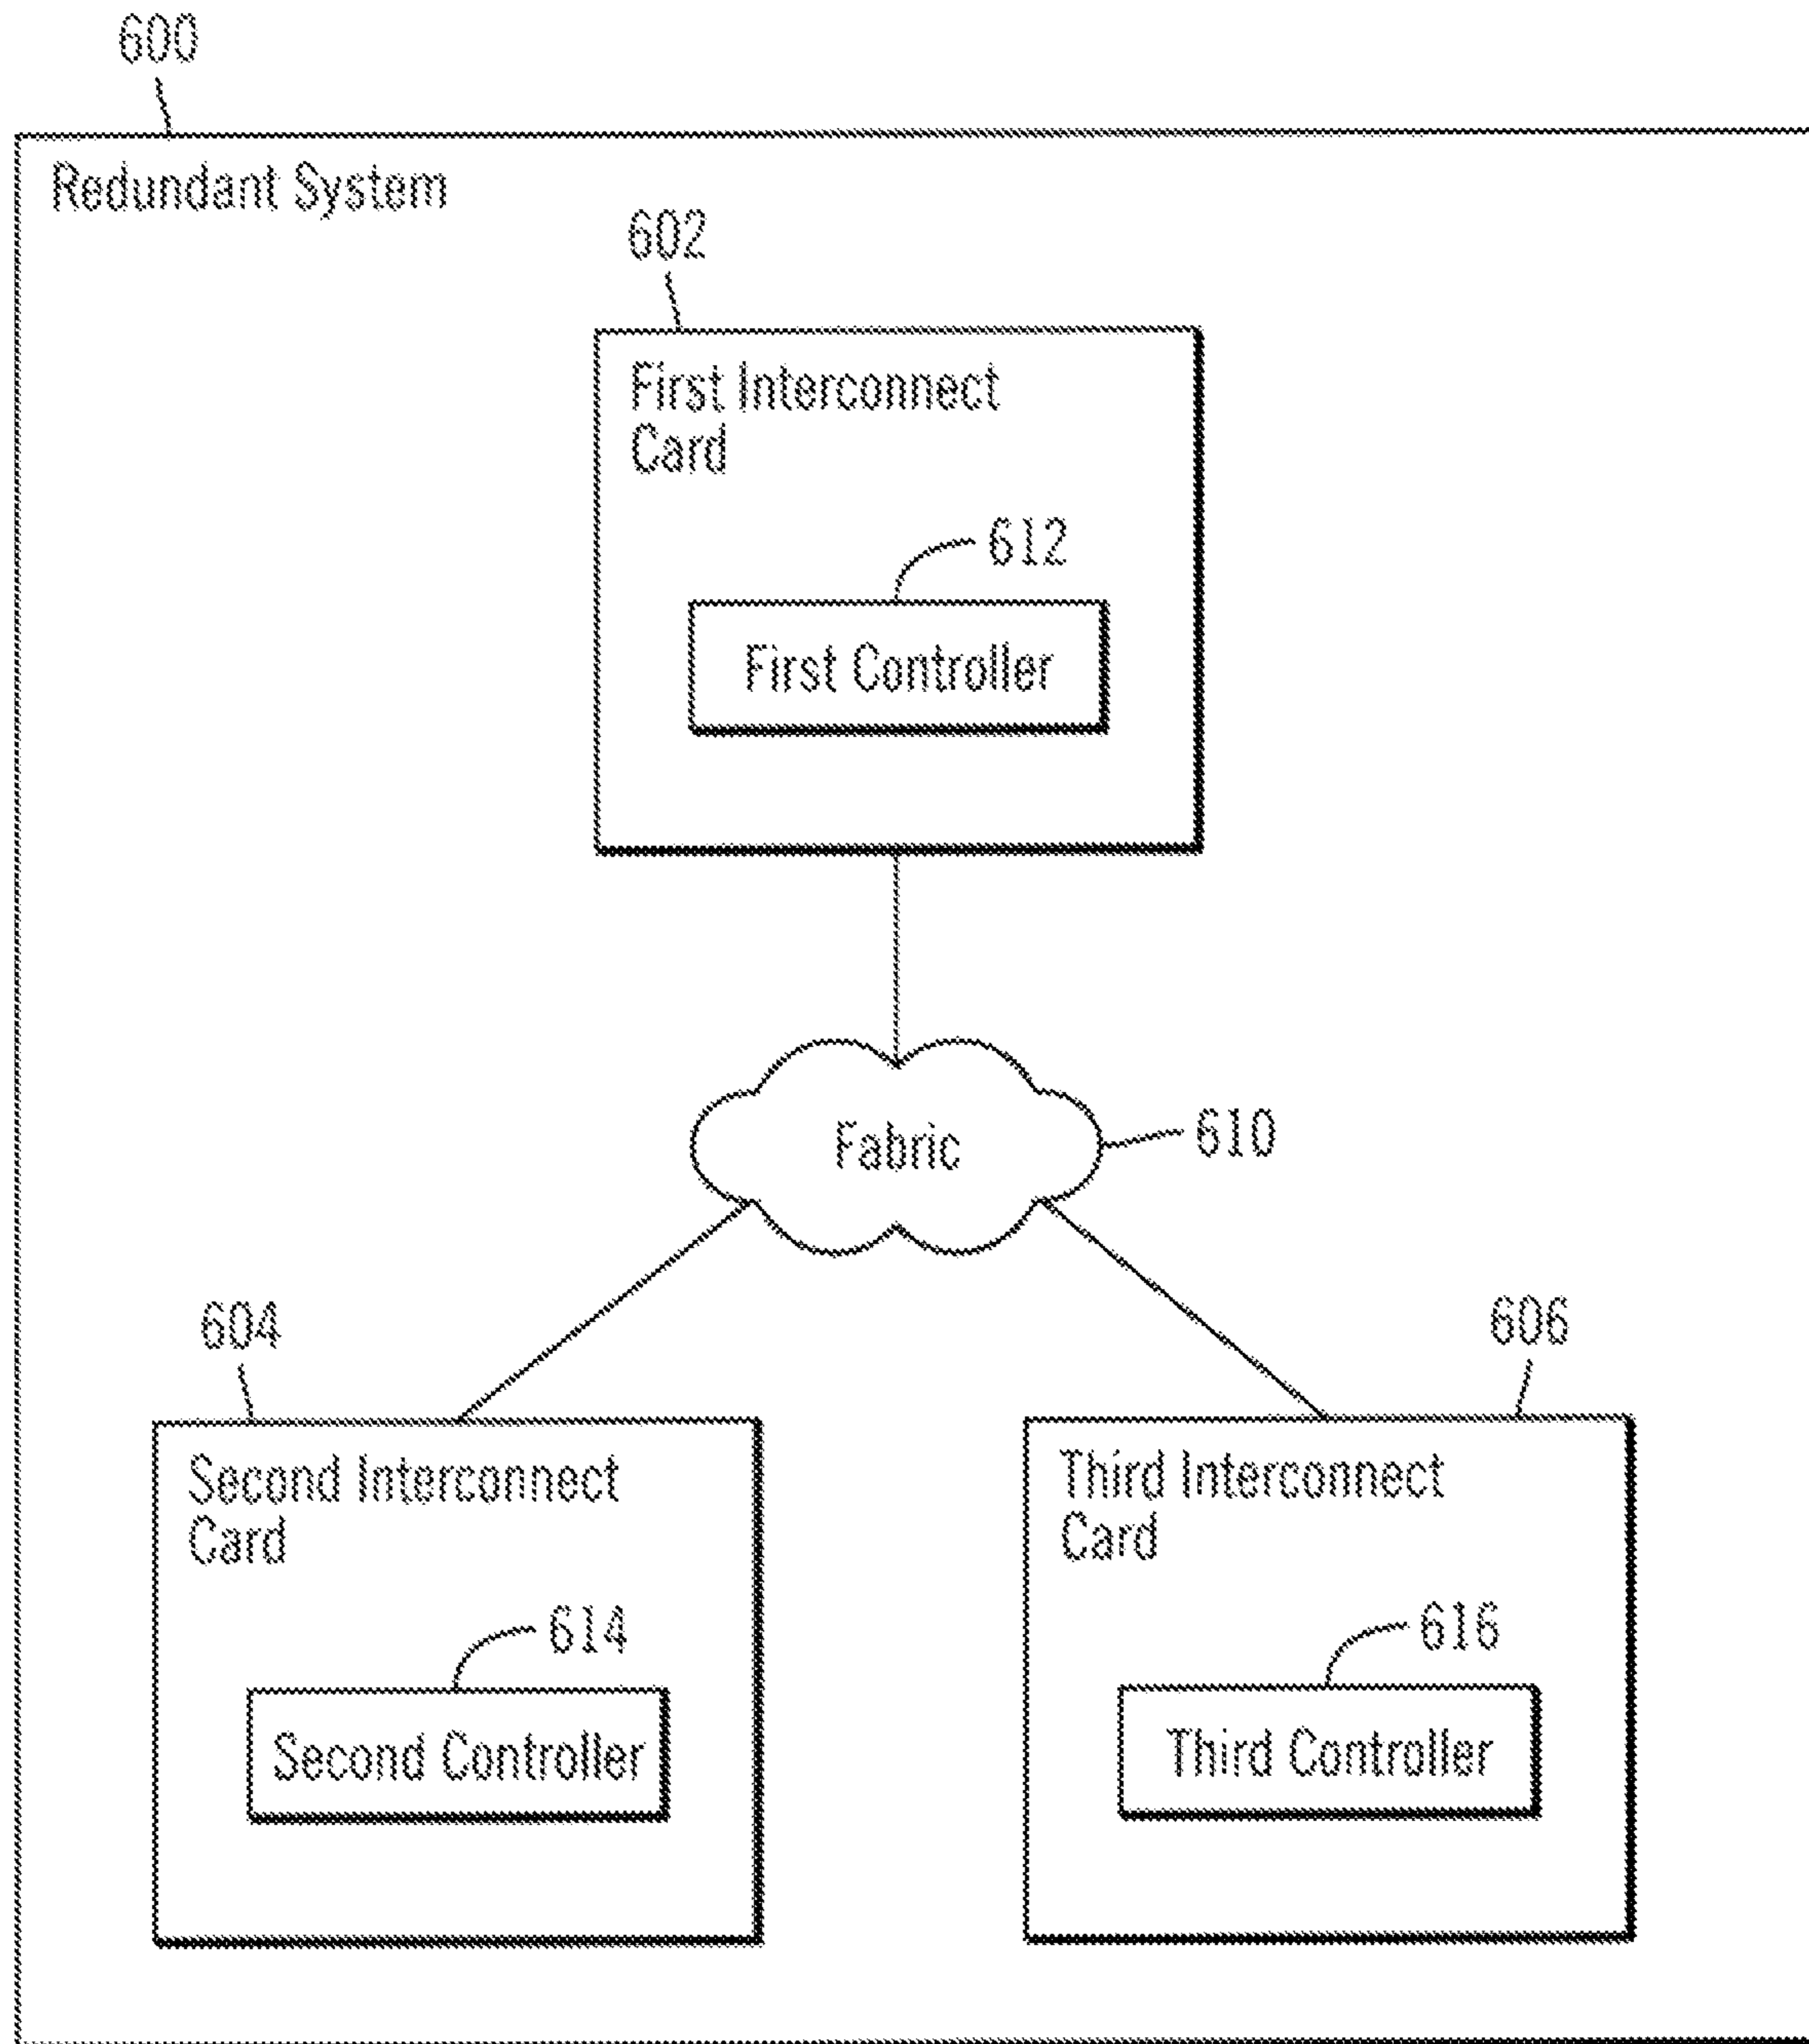 600
Redundant System
602
First Interconnect
Card
612
First Controller
Fabric
610
604
606
Second Interconnect
Card
Third Interconnect
Card
614
616
Second Controller
Third Controller